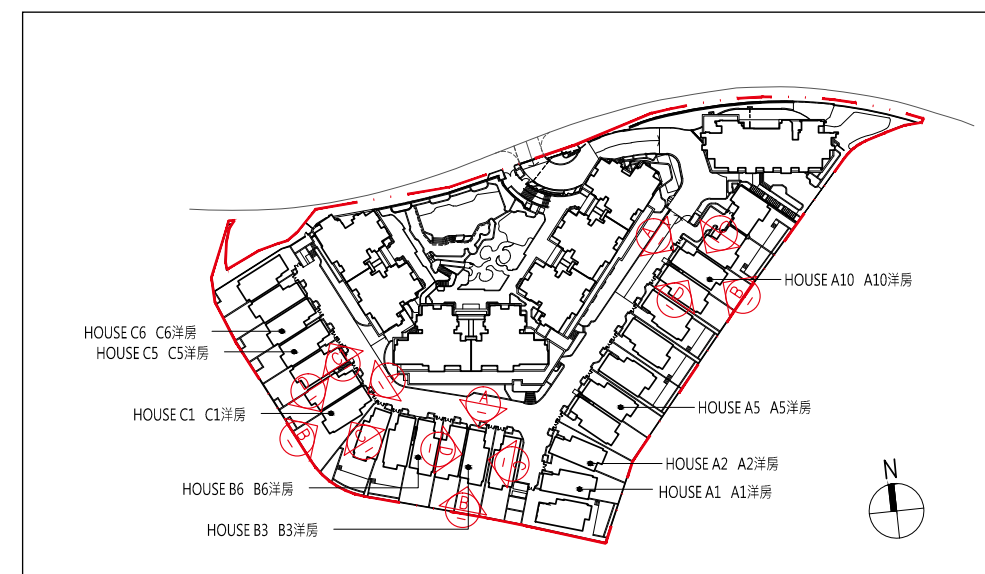 A
C
HOUSE A10 A10洋房
D
B
HOUSE C6 C6洋房
HOUSE C5 C5洋房
C
HOUSE C1 C1洋房
A
HOUSE A5 A5洋房
B
D
C
HOUSE A2 A2洋房
N
HOUSE B6 B6洋房
HOUSE A1 A1洋房
B
HOUSE B3 B3洋房